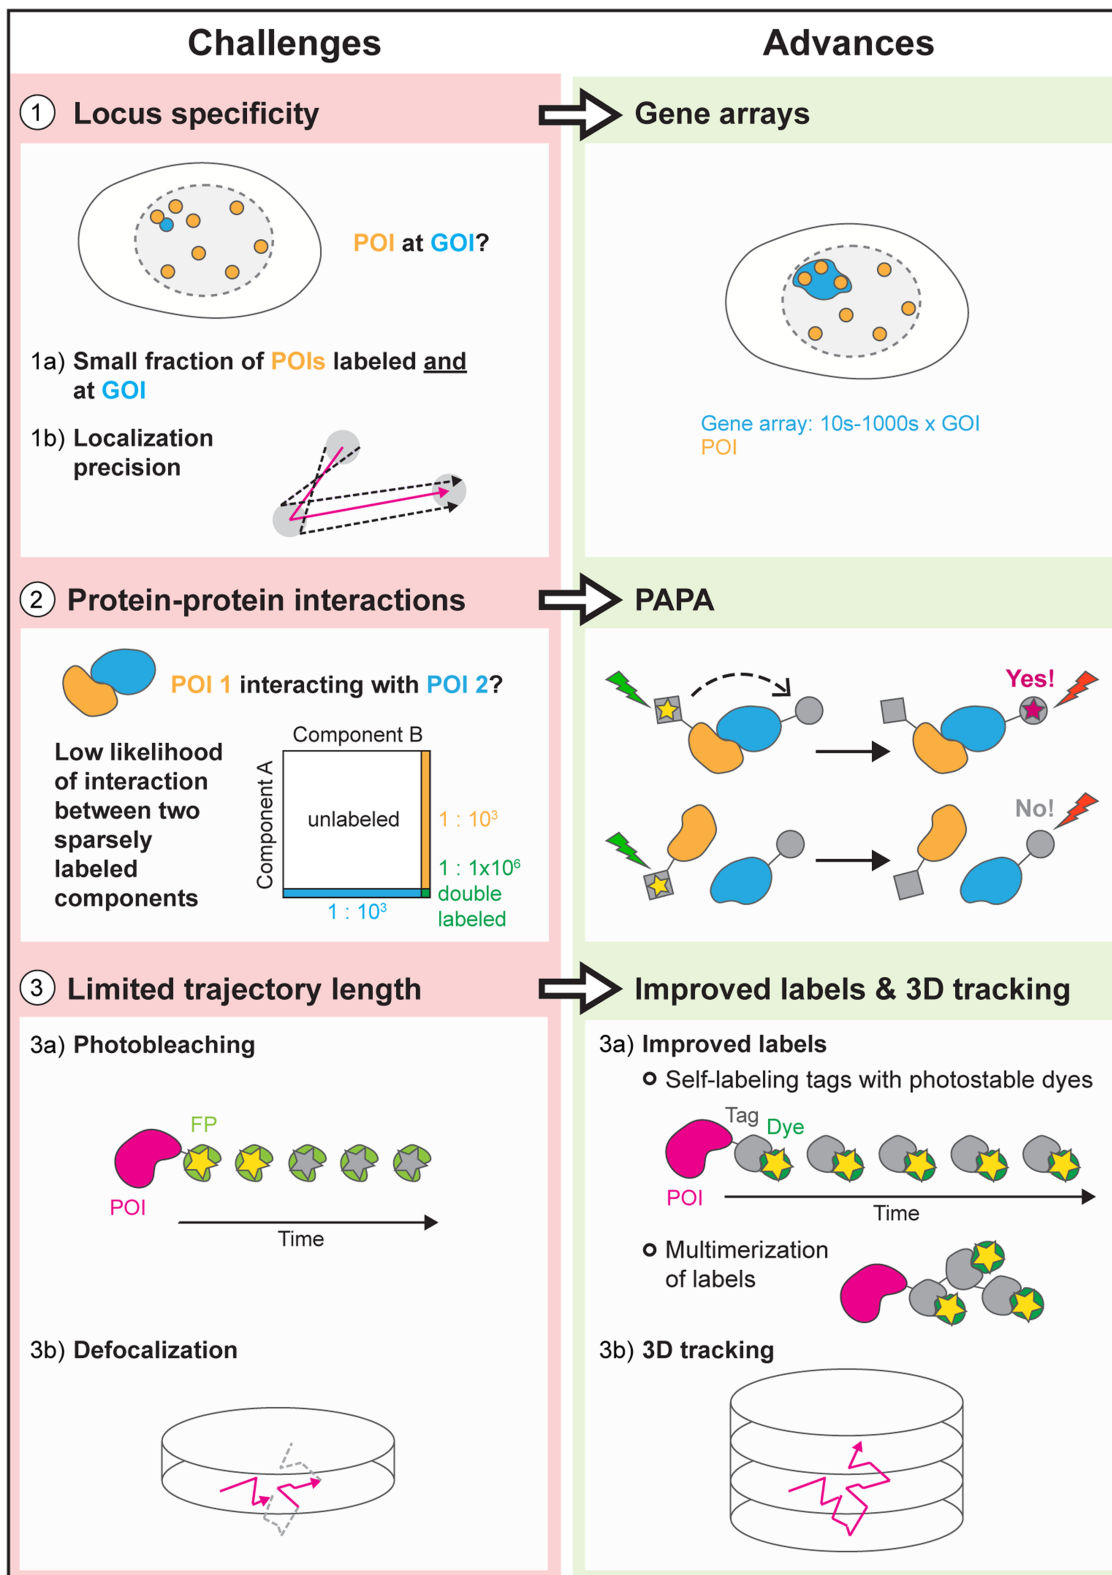 Challenges
Advances
1 Locus specificity
Gene arrays
POI at GOI?
1a) Small fraction of POIs labeled and
at GOI
1b) Localization
precision
Gene array: 10s-1000s x GOI
POI
2 Protein-protein interactions
PAPA
POI 1 interacting with POI 2?
Low likelihood
of interaction
between two
sparsely
labeled
components
Component B
Component A
unlabeled
1 : 10³
1 : 1x10⁶
double
labeled
1 : 10³
Yes!
No!
3 Limited trajectory length
Improved labels & 3D tracking
3a) Photobleaching
FP
POI
Time
3b) Defocalization
3a) Improved labels
Self-labeling tags with photostable dyes
Tag
Dye
POI
Time
Multimerization
of labels
3b) 3D tracking